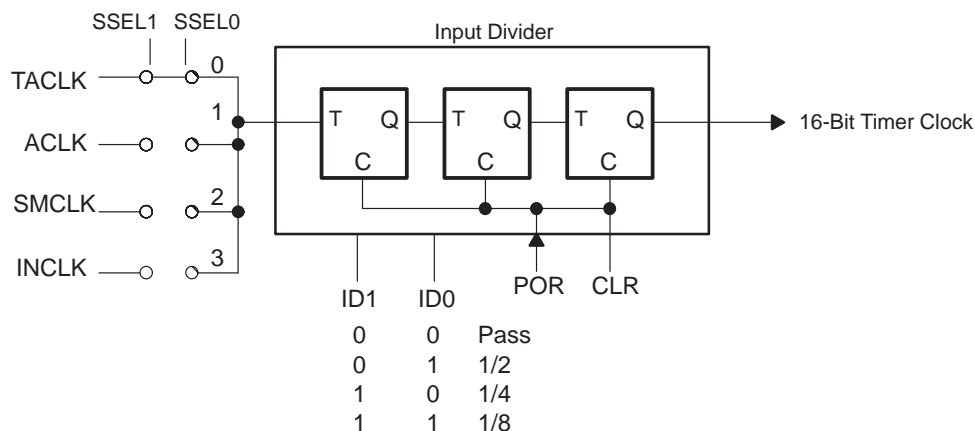 SSEL1 SSEL0
Input Divider
TACLK 0
T Q T Q T Q
1
16-Bit Timer Clock
ACLK
C C C
SMCLK 2
INCLK 3
ID1 ID0 POR CLR
0 0 Pass
0 1 1/2
1 0 1/4
1 1 1/8